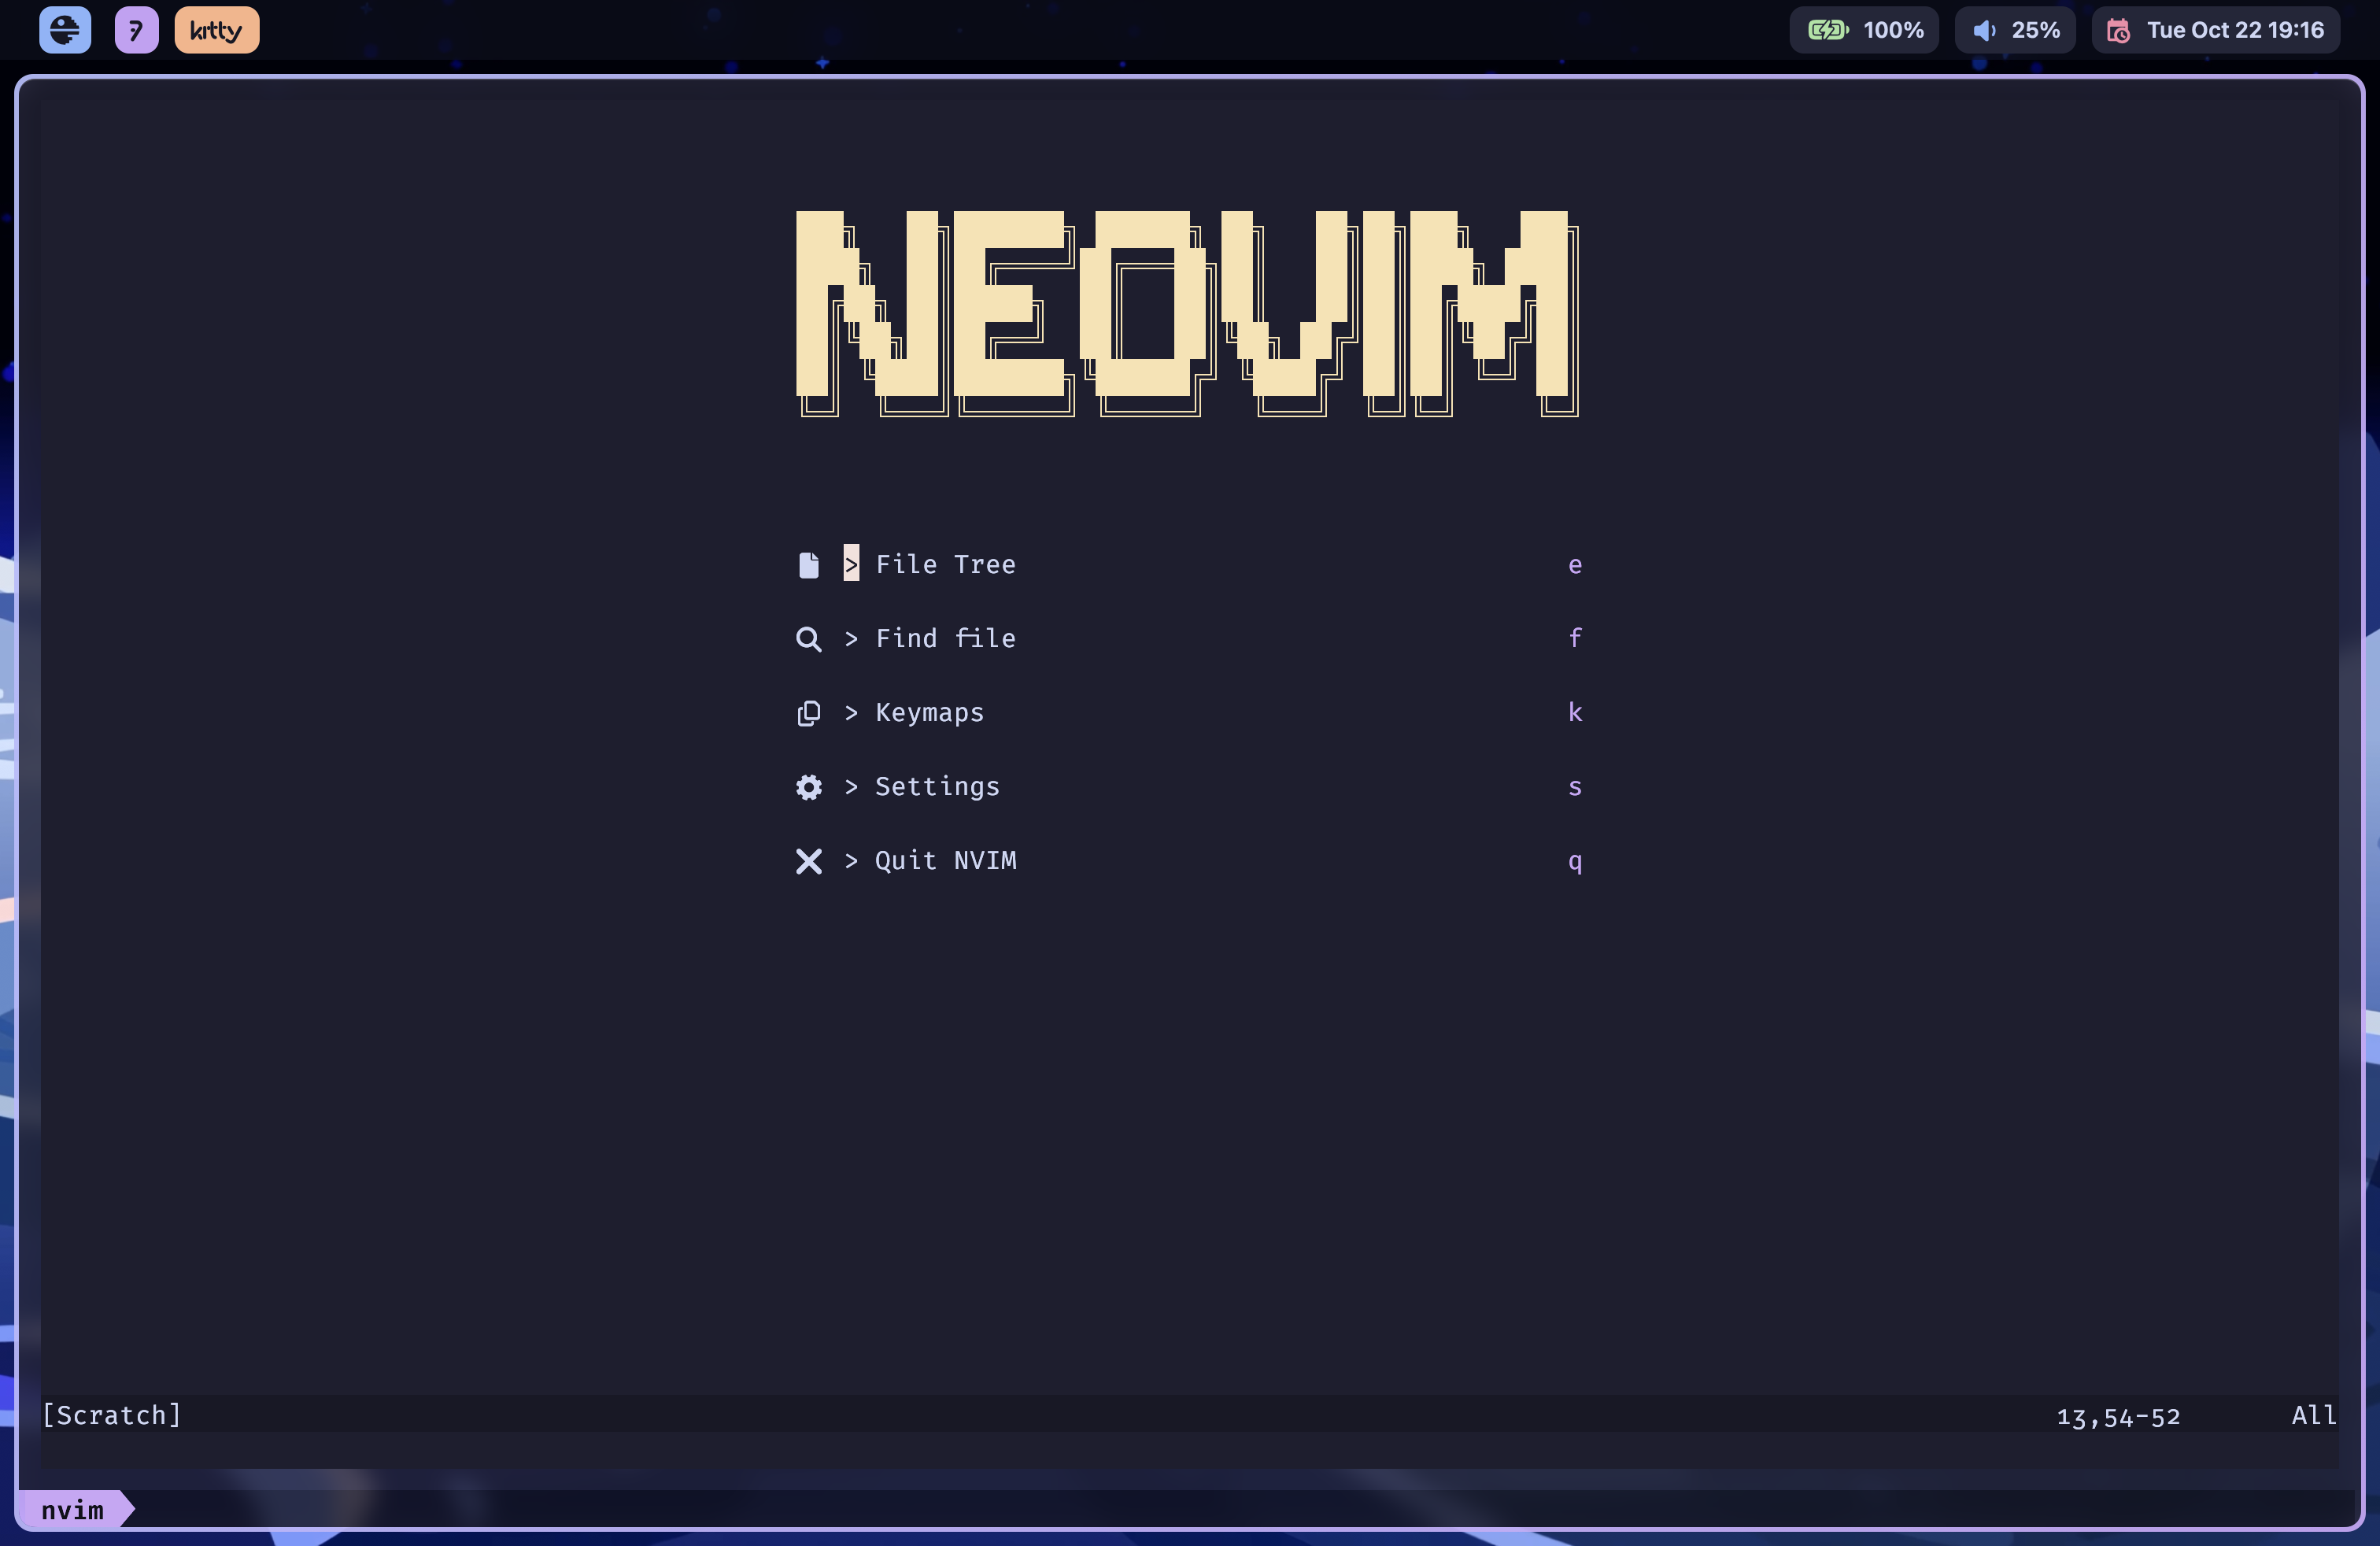 7 kitty 100% 25% Tue Oct 22 19:16
NEOVIM
> File Tree e
> Find file f
> Keymaps k
> Settings s
> Quit NVIM q
[Scratch] 13,54-52 All
nvim